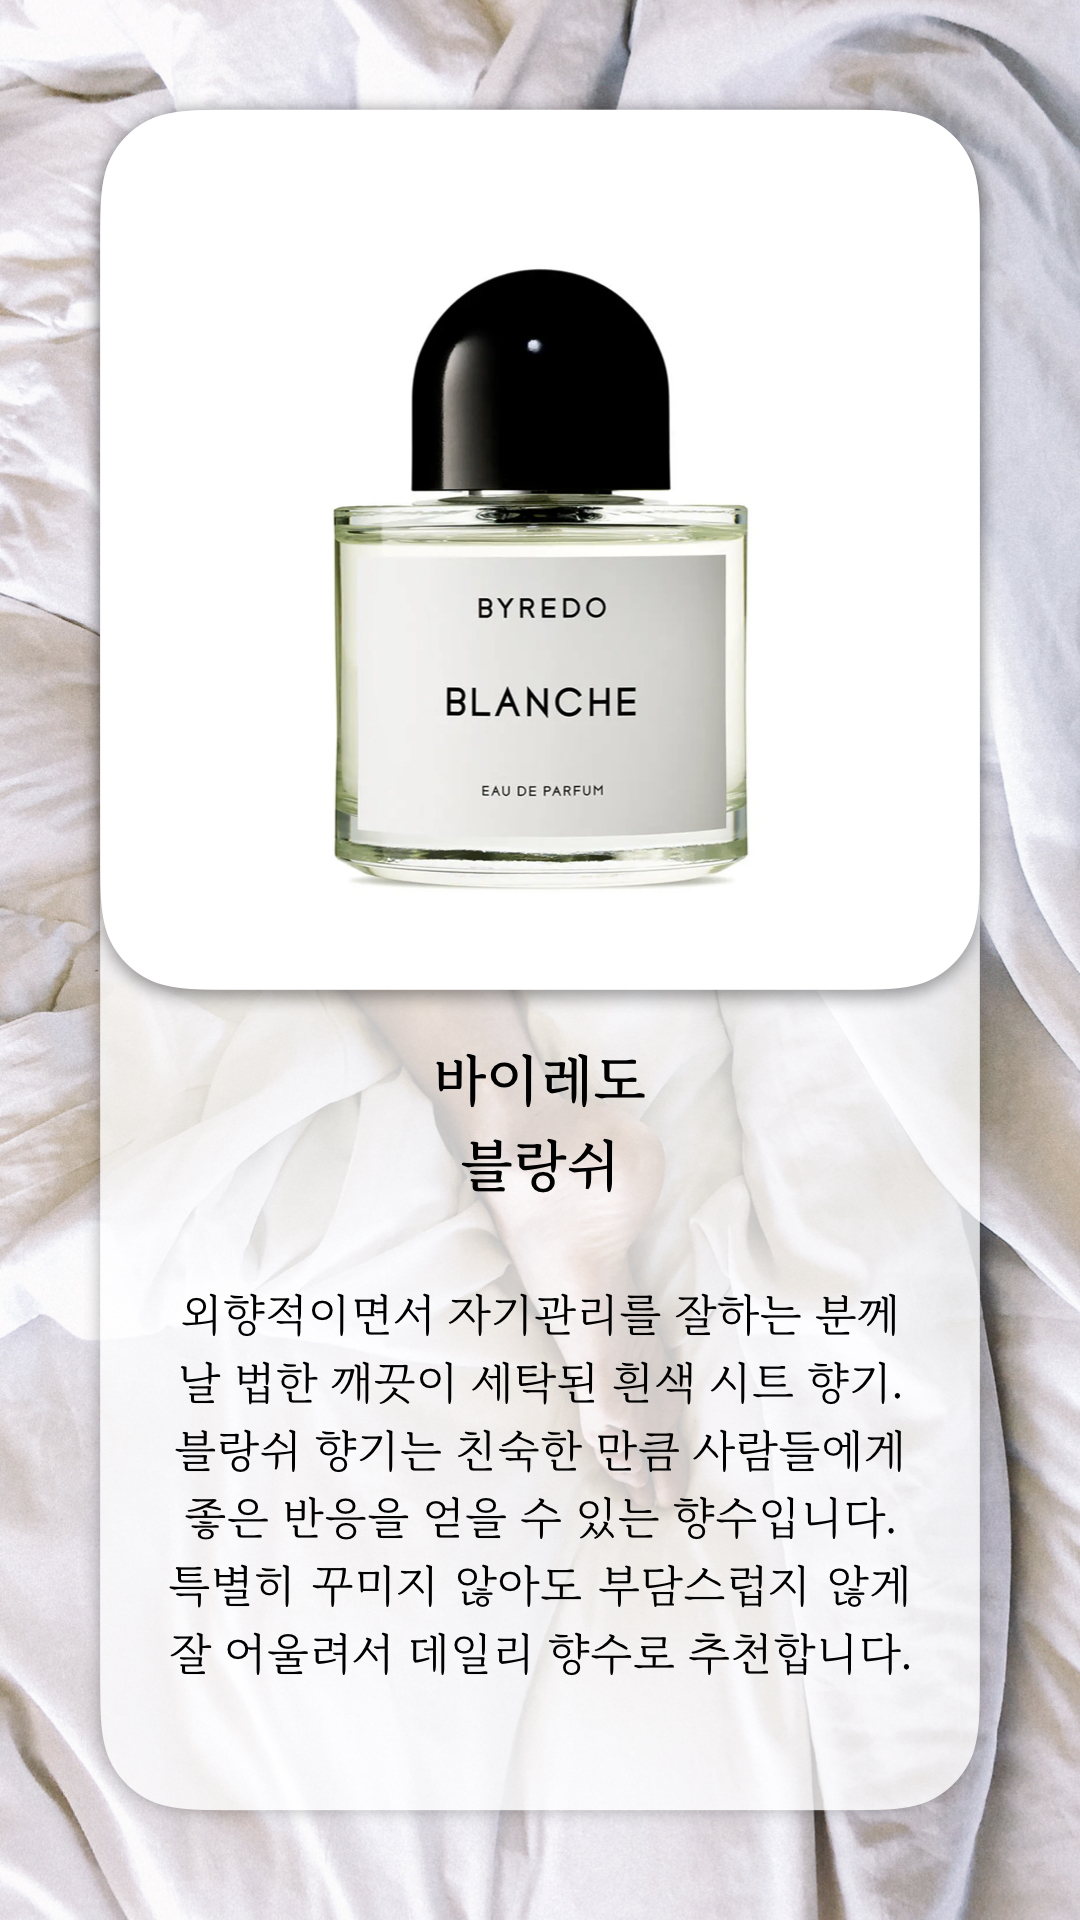 BYREDO
BLANCHE
EAU DE PARFUM
바이레도
블랑쉬
외향적이면서 자기관리를 잘하는 분께
날 법한 깨끗이 세탁된 흰색 시트 향기.
블랑쉬 향기는 친숙한 만큼 사람들에게
좋은 반응을 얻을 수 있는 향수입니다.
특별히 꾸미지 않아도 부담스럽지 않게
잘 어울려서 데일리 향수로 추천합니다.